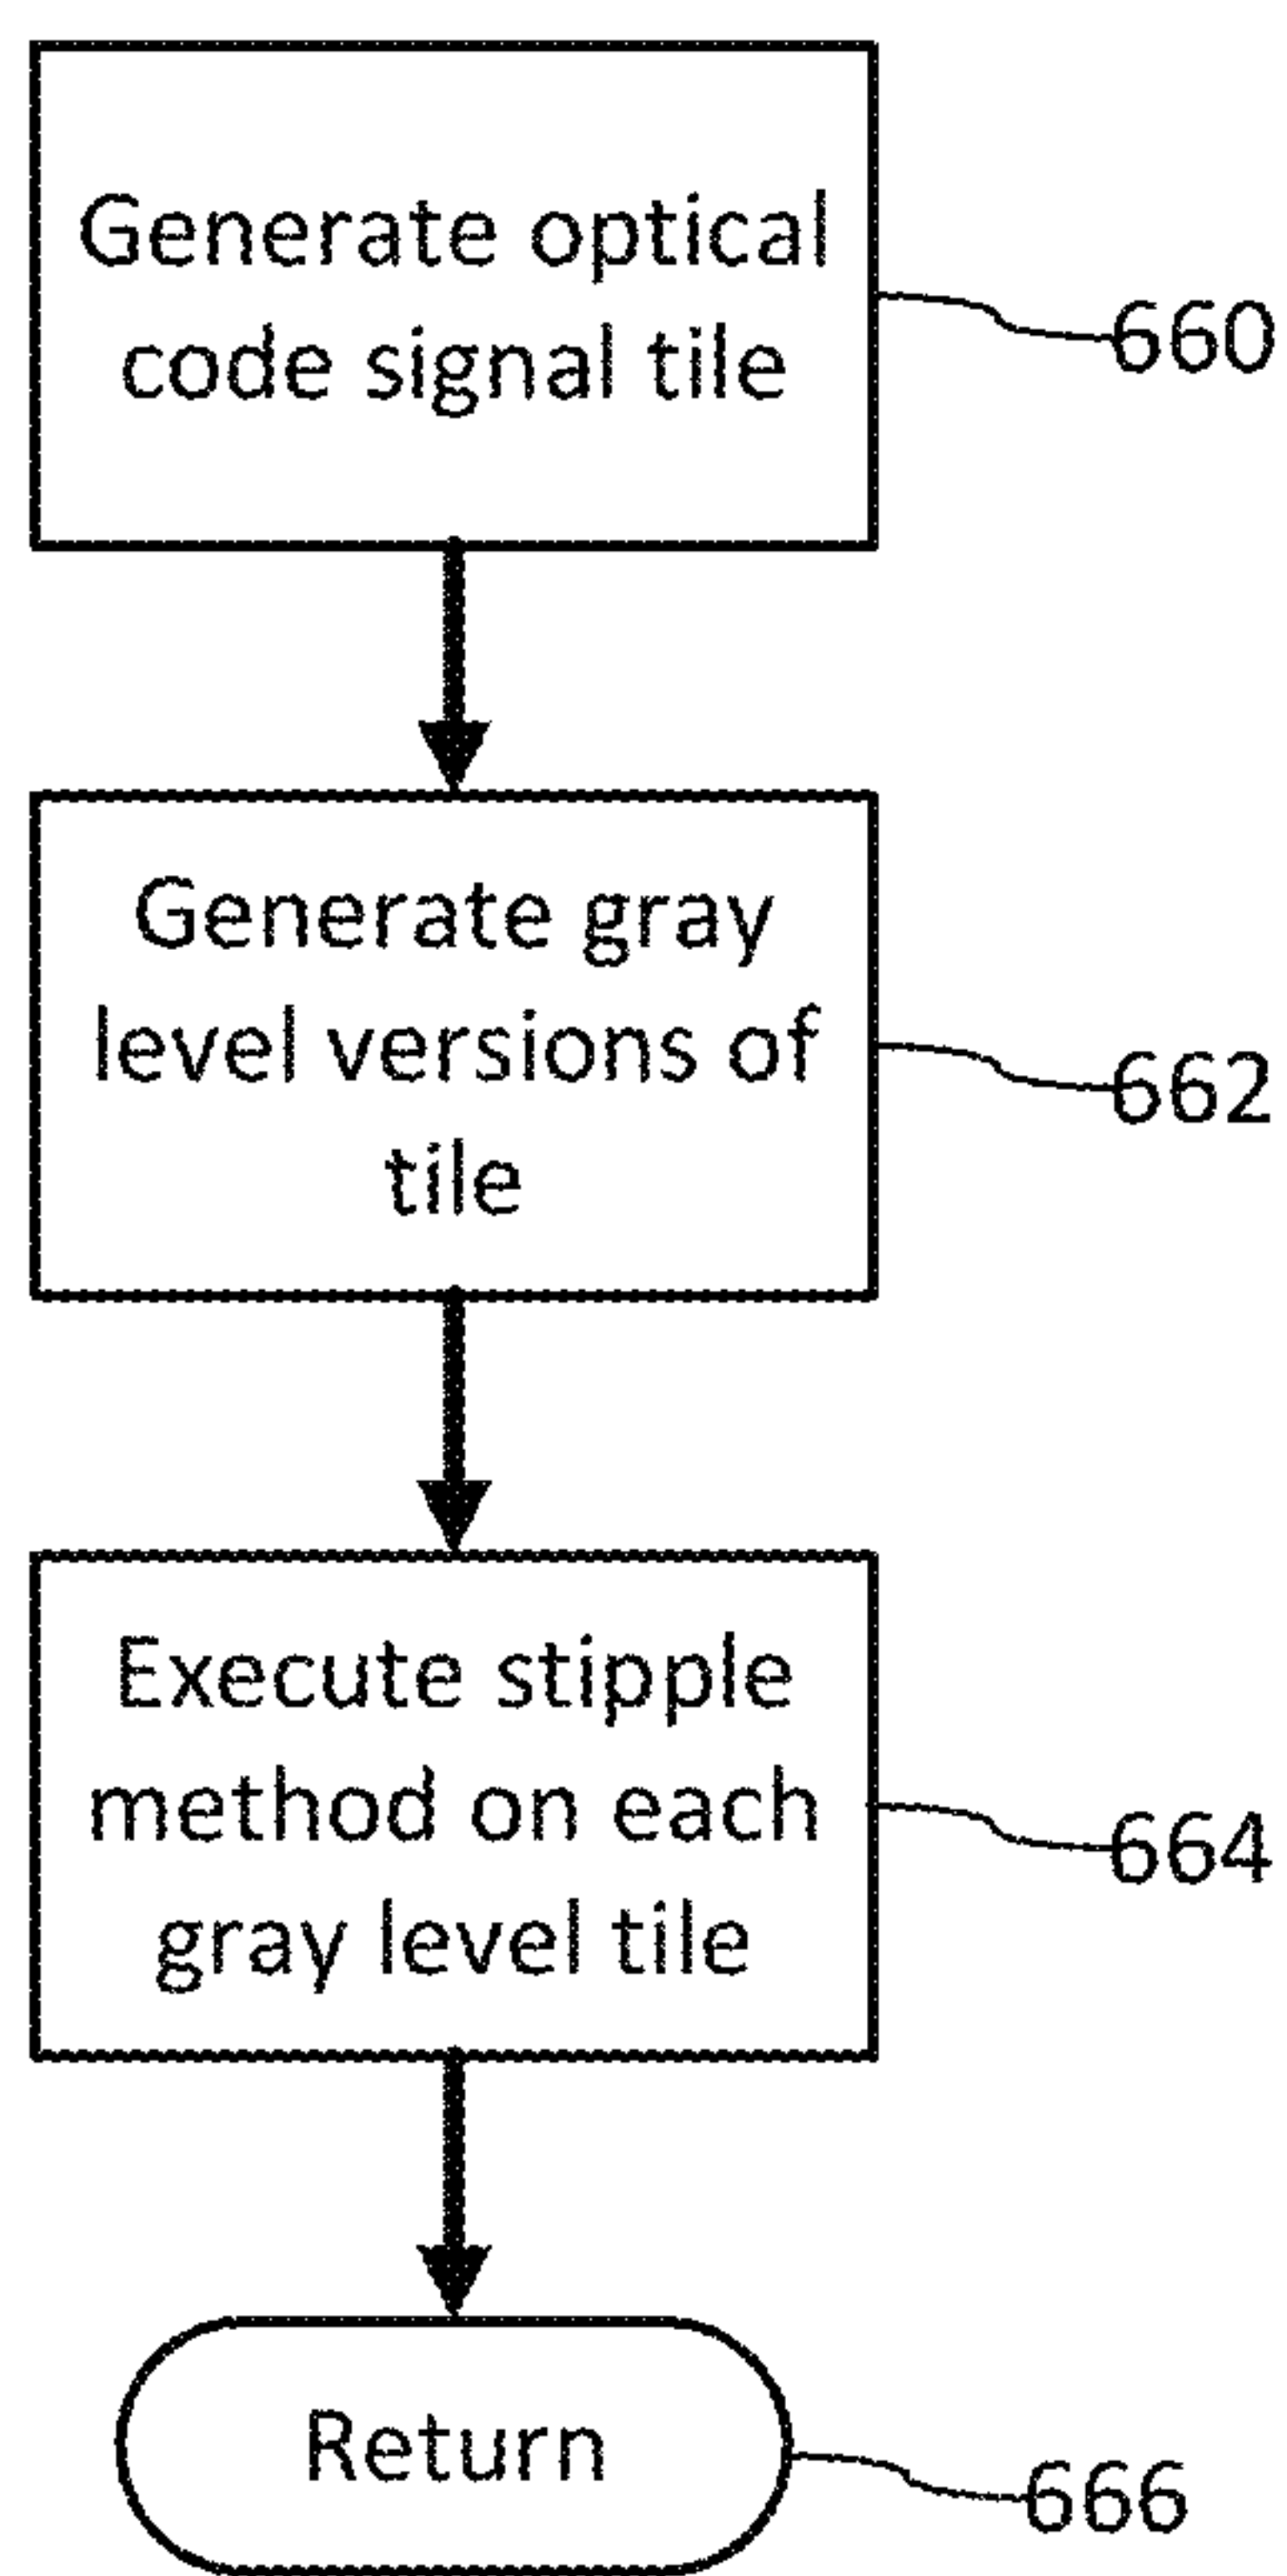 Generate optical
code signal tile
660
Generate gray
level versions of
tile
662
Execute stipple
method on each
gray level tile
664
Return
666